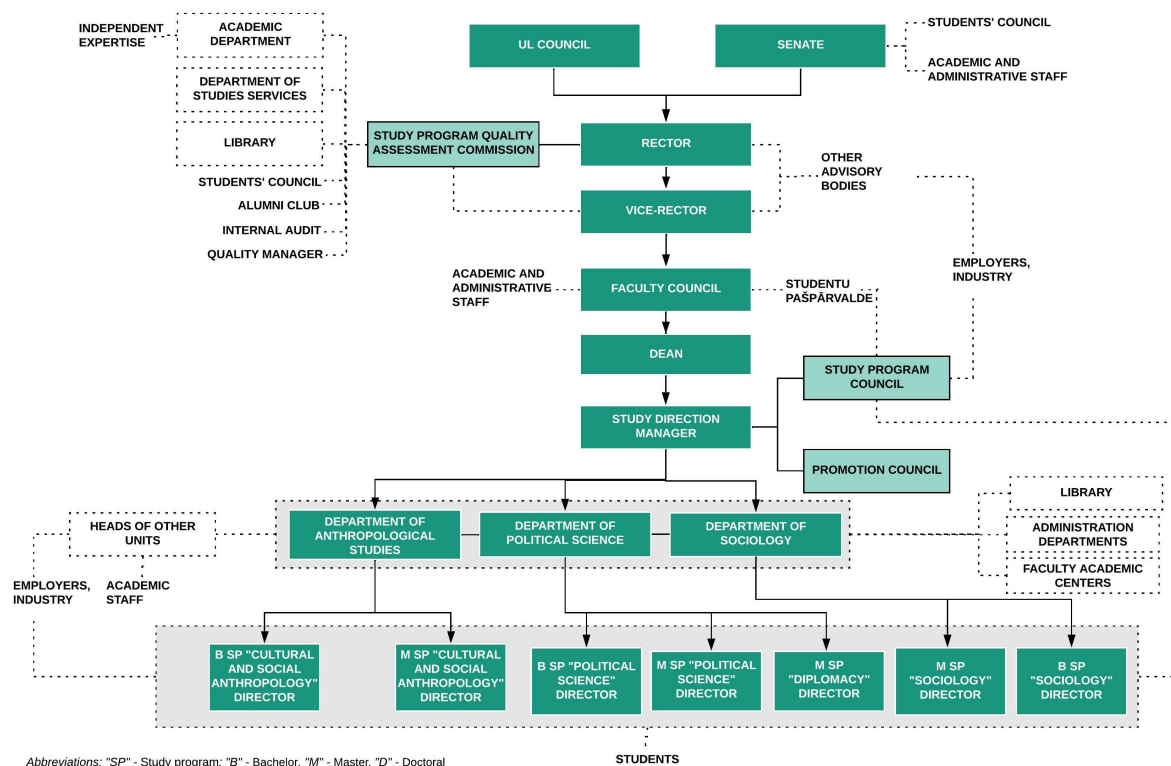 INDEPENDENT
EXPERTISE
ACADEMIC
DEPARTMENT
UL COUNCIL
SENATE
STUDENTS' COUNCIL
ACADEMIC AND
ADMINISTRATIVE STAFF
DEPARTMENT OF
STUDIES SERVICES
LIBRARY
STUDY PROGRAM QUALITY
ASSESSMENT COMMISSION
RECTOR
OTHER
ADVISORY
BODIES
STUDENTS' COUNCIL
ALUMNI CLUB
INTERNAL AUDIT
QUALITY MANAGER
VICE-RECTOR
EMPLOYERS,
INDUSTRY
ACADEMIC AND
ADMINISTRATIVE
STAFF
FACULTY COUNCIL
STUDENTU
PAŠPĀRVALDE
DEAN
STUDY PROGRAM
COUNCIL
STUDY DIRECTION
MANAGER
PROMOTION COUNCIL
HEADS OF OTHER
UNITS
DEPARTMENT OF
ANTHROPOLOGICAL
STUDIES
DEPARTMENT OF
POLITICAL SCIENCE
DEPARTMENT OF
SOCIOLOGY
LIBRARY
ADMINISTRATION
DEPARTMENTS
FACULTY ACADEMIC
CENTERS
EMPLOYERS,
INDUSTRY
ACADEMIC
STAFF
B SP "CULTURAL
AND SOCIAL
ANTHROPOLOGY"
DIRECTOR
M SP "CULTURAL
AND SOCIAL
ANTHROPOLOGY"
DIRECTOR
B SP "POLITICAL
SCIENCE"
DIRECTOR
M SP "POLITICAL
SCIENCE"
DIRECTOR
M SP
"DIPLOMACY"
DIRECTOR
M SP
"SOCIOLOGY"
DIRECTOR
B SP
"SOCIOLOGY"
DIRECTOR
STUDENTS
Abbreviations: "SP" - Study program; "B" - Bachelor, "M" - Master, "D" - Doctoral